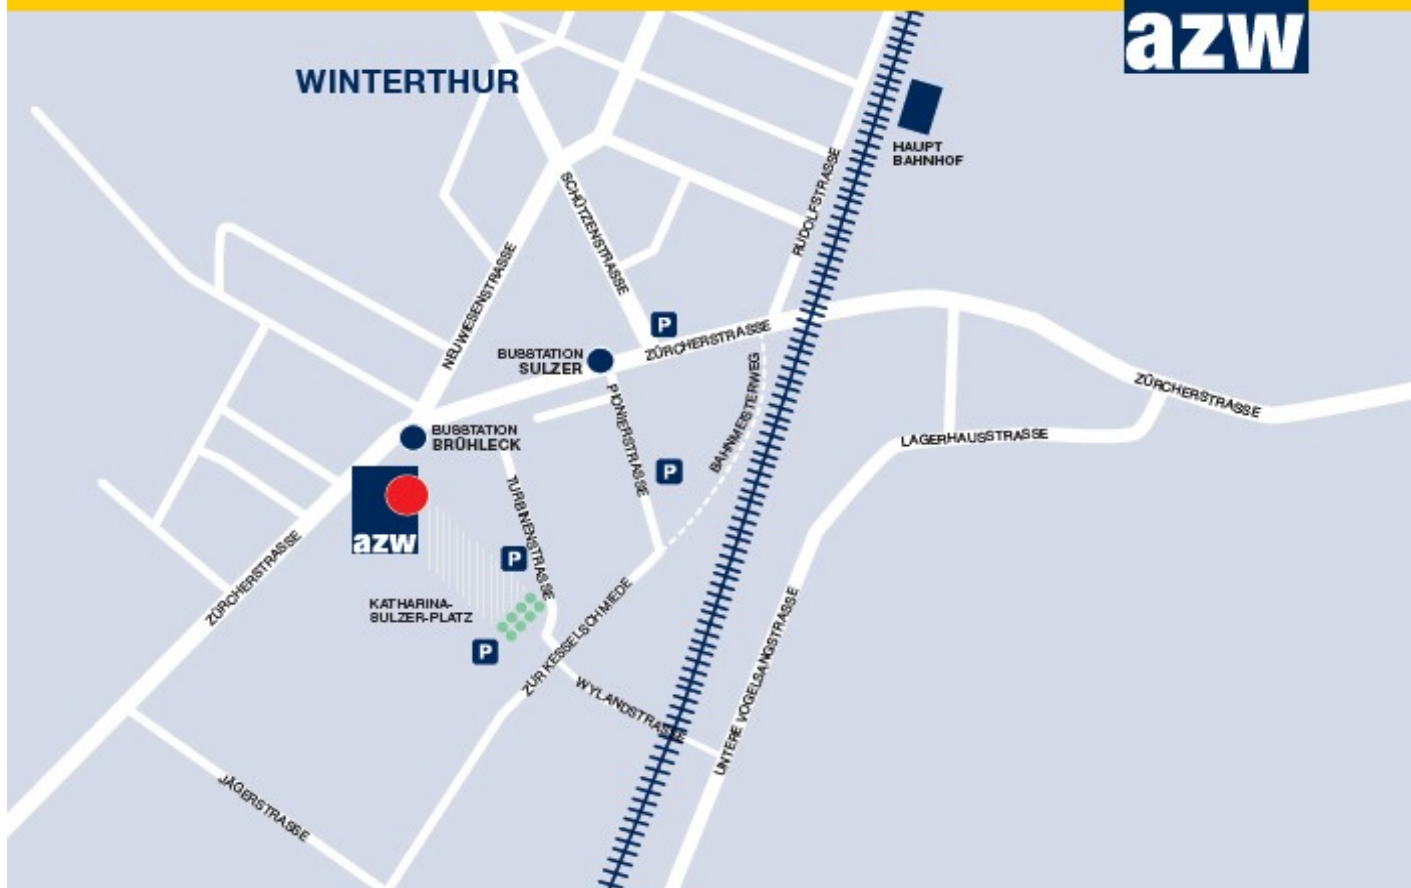 azw
WINTERTHUR
HAUPT
BAHNHOF
SCHÜTZENSTRASSE
RUDOLFSTRASSE
NEUWIESENSTRASSE
P
ZÜRCHERSTRASSE
BUSSTATION
SULZER
BAHNMEISTERWEG
ZÜRCHERSTRASSE
PIONIERSTRASSE
BUSSTATION
BRÜHLECK
LAGERHAUSSTRASSE
P
TURBINENSTRASSE
azw
P
ZÜRCHERSTRASSE
KATHARINA-
SULZER-PLATZ
P
ZUR KESSELSCHMIEDE
WYLANDSTRASSE
UNTERE VOGELSANGSTRASSE
JÄGERSTRASSE